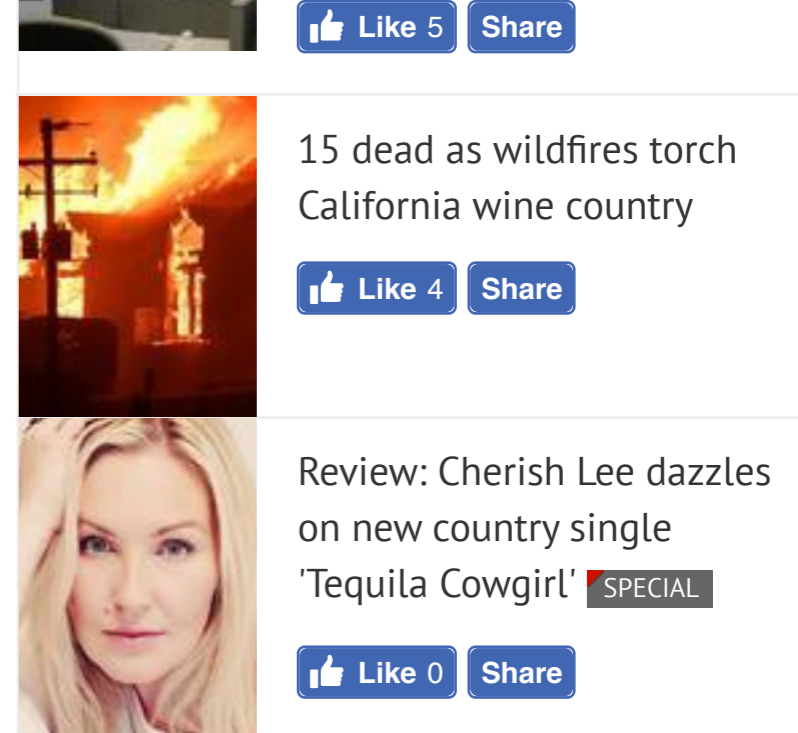 Like 5 Share
15 dead as wildfires torch
California wine country
Like 4 Share
Review: Cherish Lee dazzles
on new country single
'Tequila Cowgirl' SPECIAL
Like 0 Share